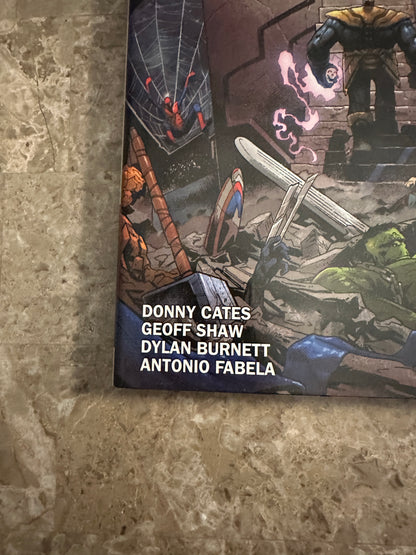 DONNY CATES
GEOFF SHAW
DYLAN BURNETT
ANTONIO FABELA